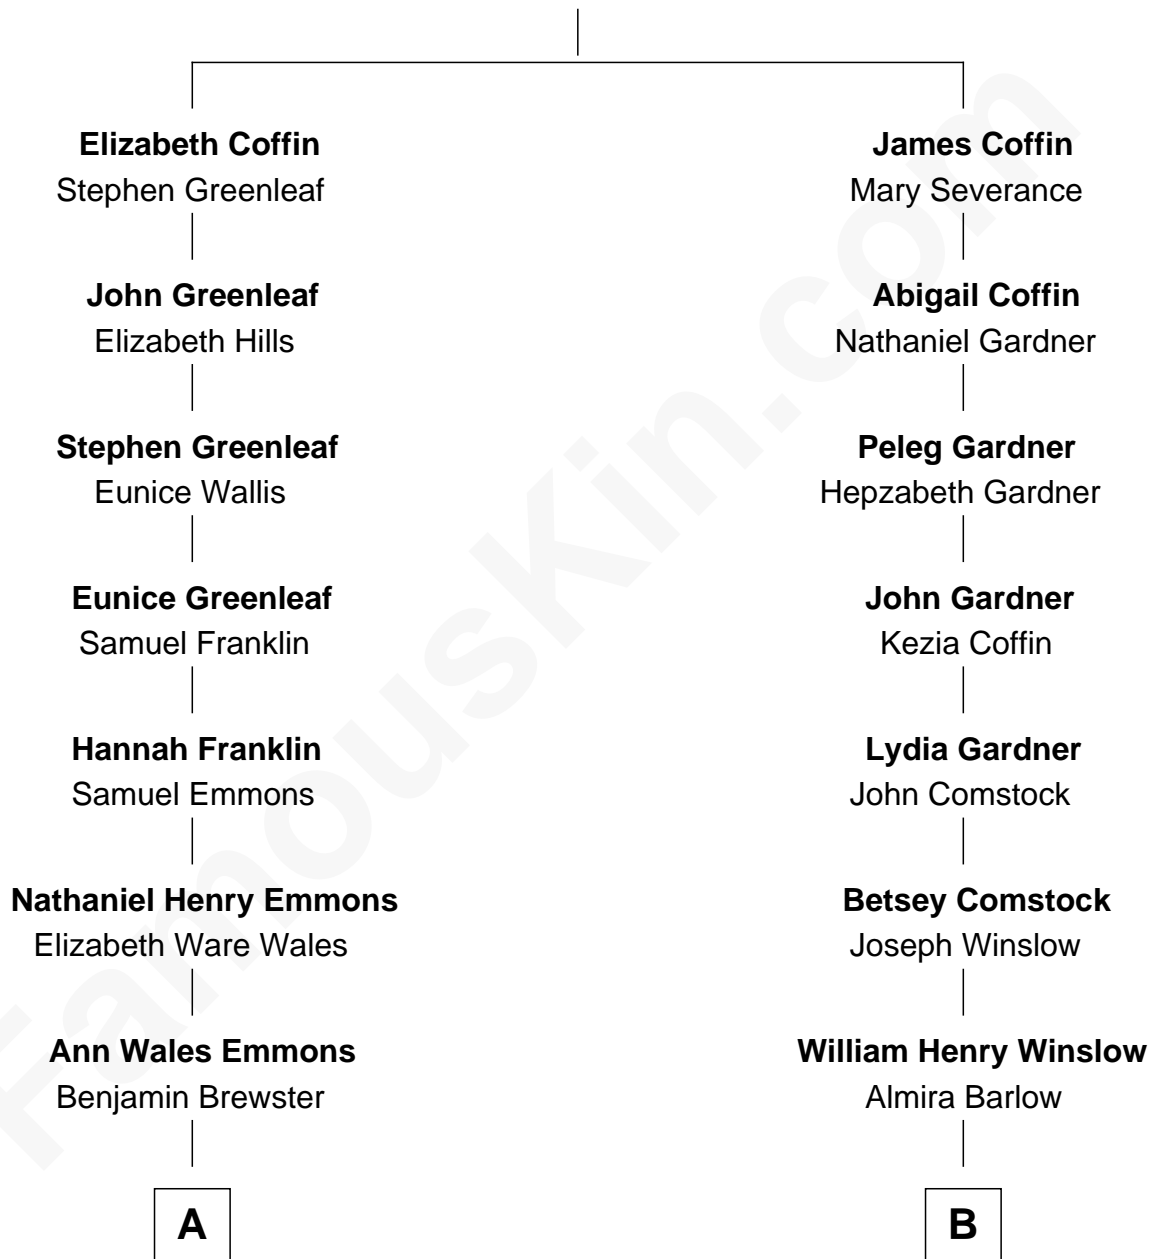 Elizabeth Coffin
Stephen Greenleaf
James Coffin
Mary Severance
John Greenleaf
Elizabeth Hills
Abigail Coffin
Nathaniel Gardner
Stephen Greenleaf
Eunice Wallis
Peleg Gardner
Hepzabeth Gardner
Eunice Greenleaf
Samuel Franklin
John Gardner
Kezia Coffin
Hannah Franklin
Samuel Emmons
Lydia Gardner
John Comstock
Nathaniel Henry Emmons
Elizabeth Ware Wales
Betsey Comstock
Joseph Winslow
Ann Wales Emmons
Benjamin Brewster
William Henry Winslow
Almira Barlow
A
B
FamousKin.com